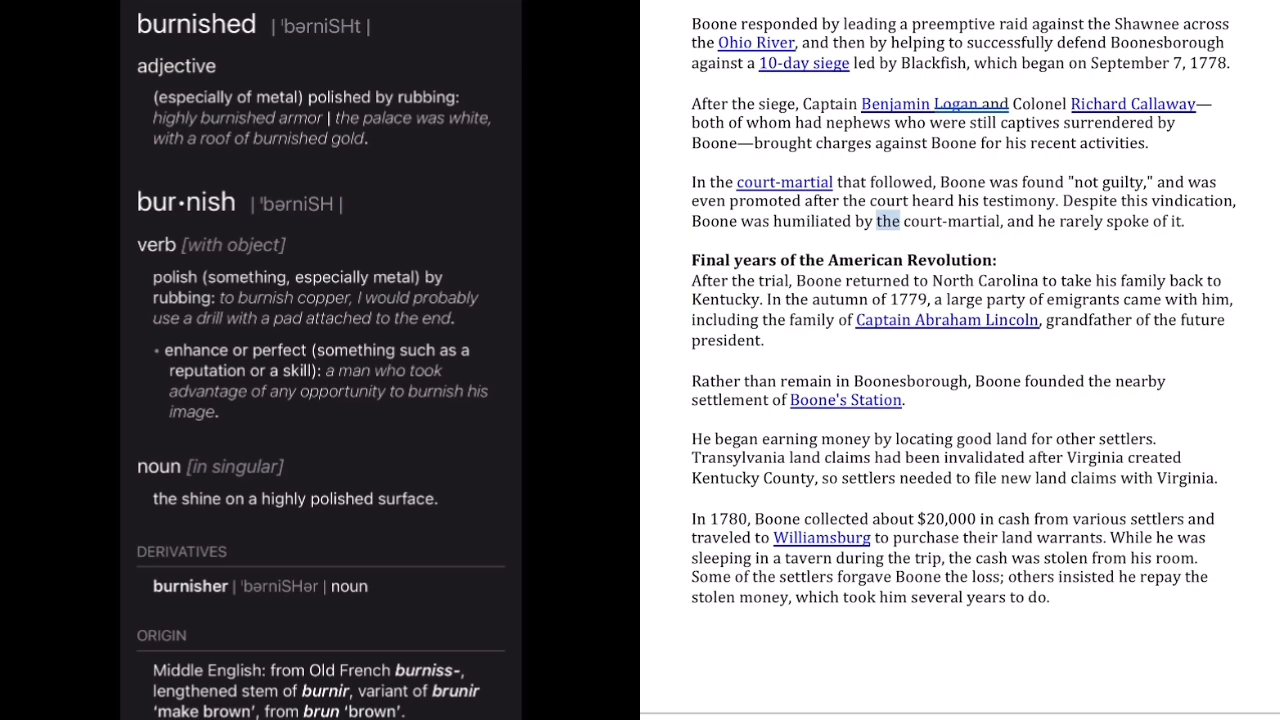 burnished | ˈbərniSHt |
adjective
(especially of metal) polished by rubbing:
highly burnished armor | the palace was white,
with a roof of burnished gold.
bur•nish | ˈbərniSH |
verb [with object]
polish (something, especially metal) by
rubbing: to burnish copper, I would probably
use a drill with a pad attached to the end.
• enhance or perfect (something such as a
reputation or a skill): a man who took
advantage of any opportunity to burnish his
image.
noun [in singular]
the shine on a highly polished surface.
DERIVATIVES
burnisher | ˈbərniSHər | noun
ORIGIN
Middle English: from Old French burniss-,
lengthened stem of burnir, variant of brunir
‘make brown’, from brun ‘brown’.
Boone responded by leading a preemptive raid against the Shawnee across
the Ohio River, and then by helping to successfully defend Boonesborough
against a 10-day siege led by Blackfish, which began on September 7, 1778.
After the siege, Captain Benjamin Logan and Colonel Richard Callaway—
both of whom had nephews who were still captives surrendered by
Boone—brought charges against Boone for his recent activities.
In the court-martial that followed, Boone was found "not guilty," and was
even promoted after the court heard his testimony. Despite this vindication,
Boone was humiliated by the court-martial, and he rarely spoke of it.
Final years of the American Revolution:
After the trial, Boone returned to North Carolina to take his family back to
Kentucky. In the autumn of 1779, a large party of emigrants came with him,
including the family of Captain Abraham Lincoln, grandfather of the future
president.
Rather than remain in Boonesborough, Boone founded the nearby
settlement of Boone's Station.
He began earning money by locating good land for other settlers.
Transylvania land claims had been invalidated after Virginia created
Kentucky County, so settlers needed to file new land claims with Virginia.
In 1780, Boone collected about $20,000 in cash from various settlers and
traveled to Williamsburg to purchase their land warrants. While he was
sleeping in a tavern during the trip, the cash was stolen from his room.
Some of the settlers forgave Boone the loss; others insisted he repay the
stolen money, which took him several years to do.